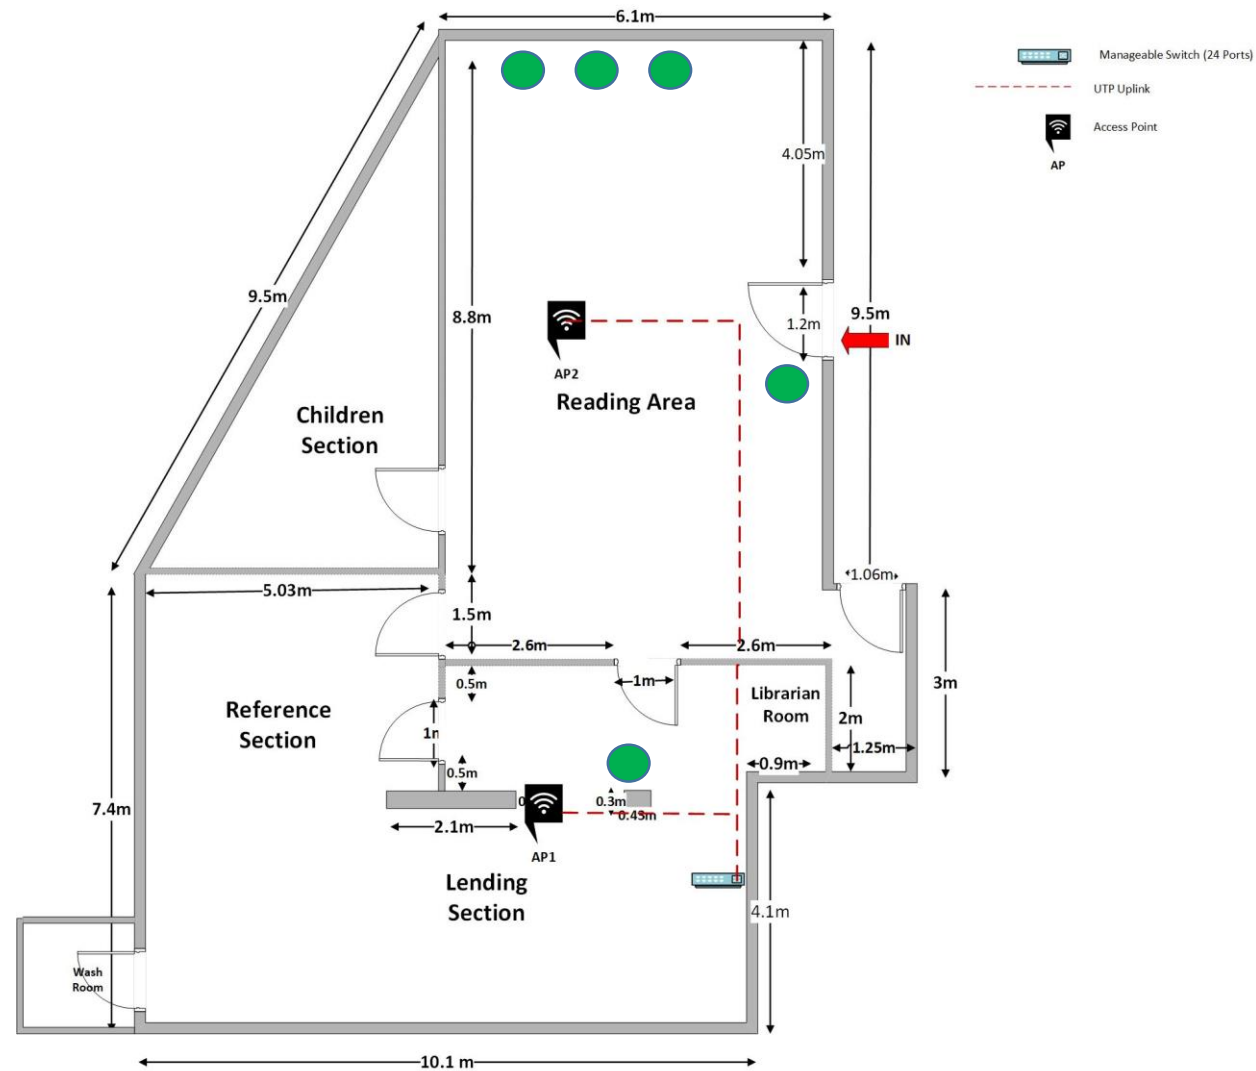 6.1m
Manageable Switch (24 Ports)
UTP Uplink
Access Point
AP
4.05m
9.5m
8.8m
1.2m
9.5m
IN
AP2
Reading Area
Children
Section
1.06m
5.03m
1.5m
2.6m
2.6m
0.5m
1m
3m
Librarian
Room
Reference
Section
2m
1.25m
0.9m
0.5m
7.4m
2.1m
0.3m
0.45m
AP1
Lending
Section
4.1m
Wash
Room
10.1 m